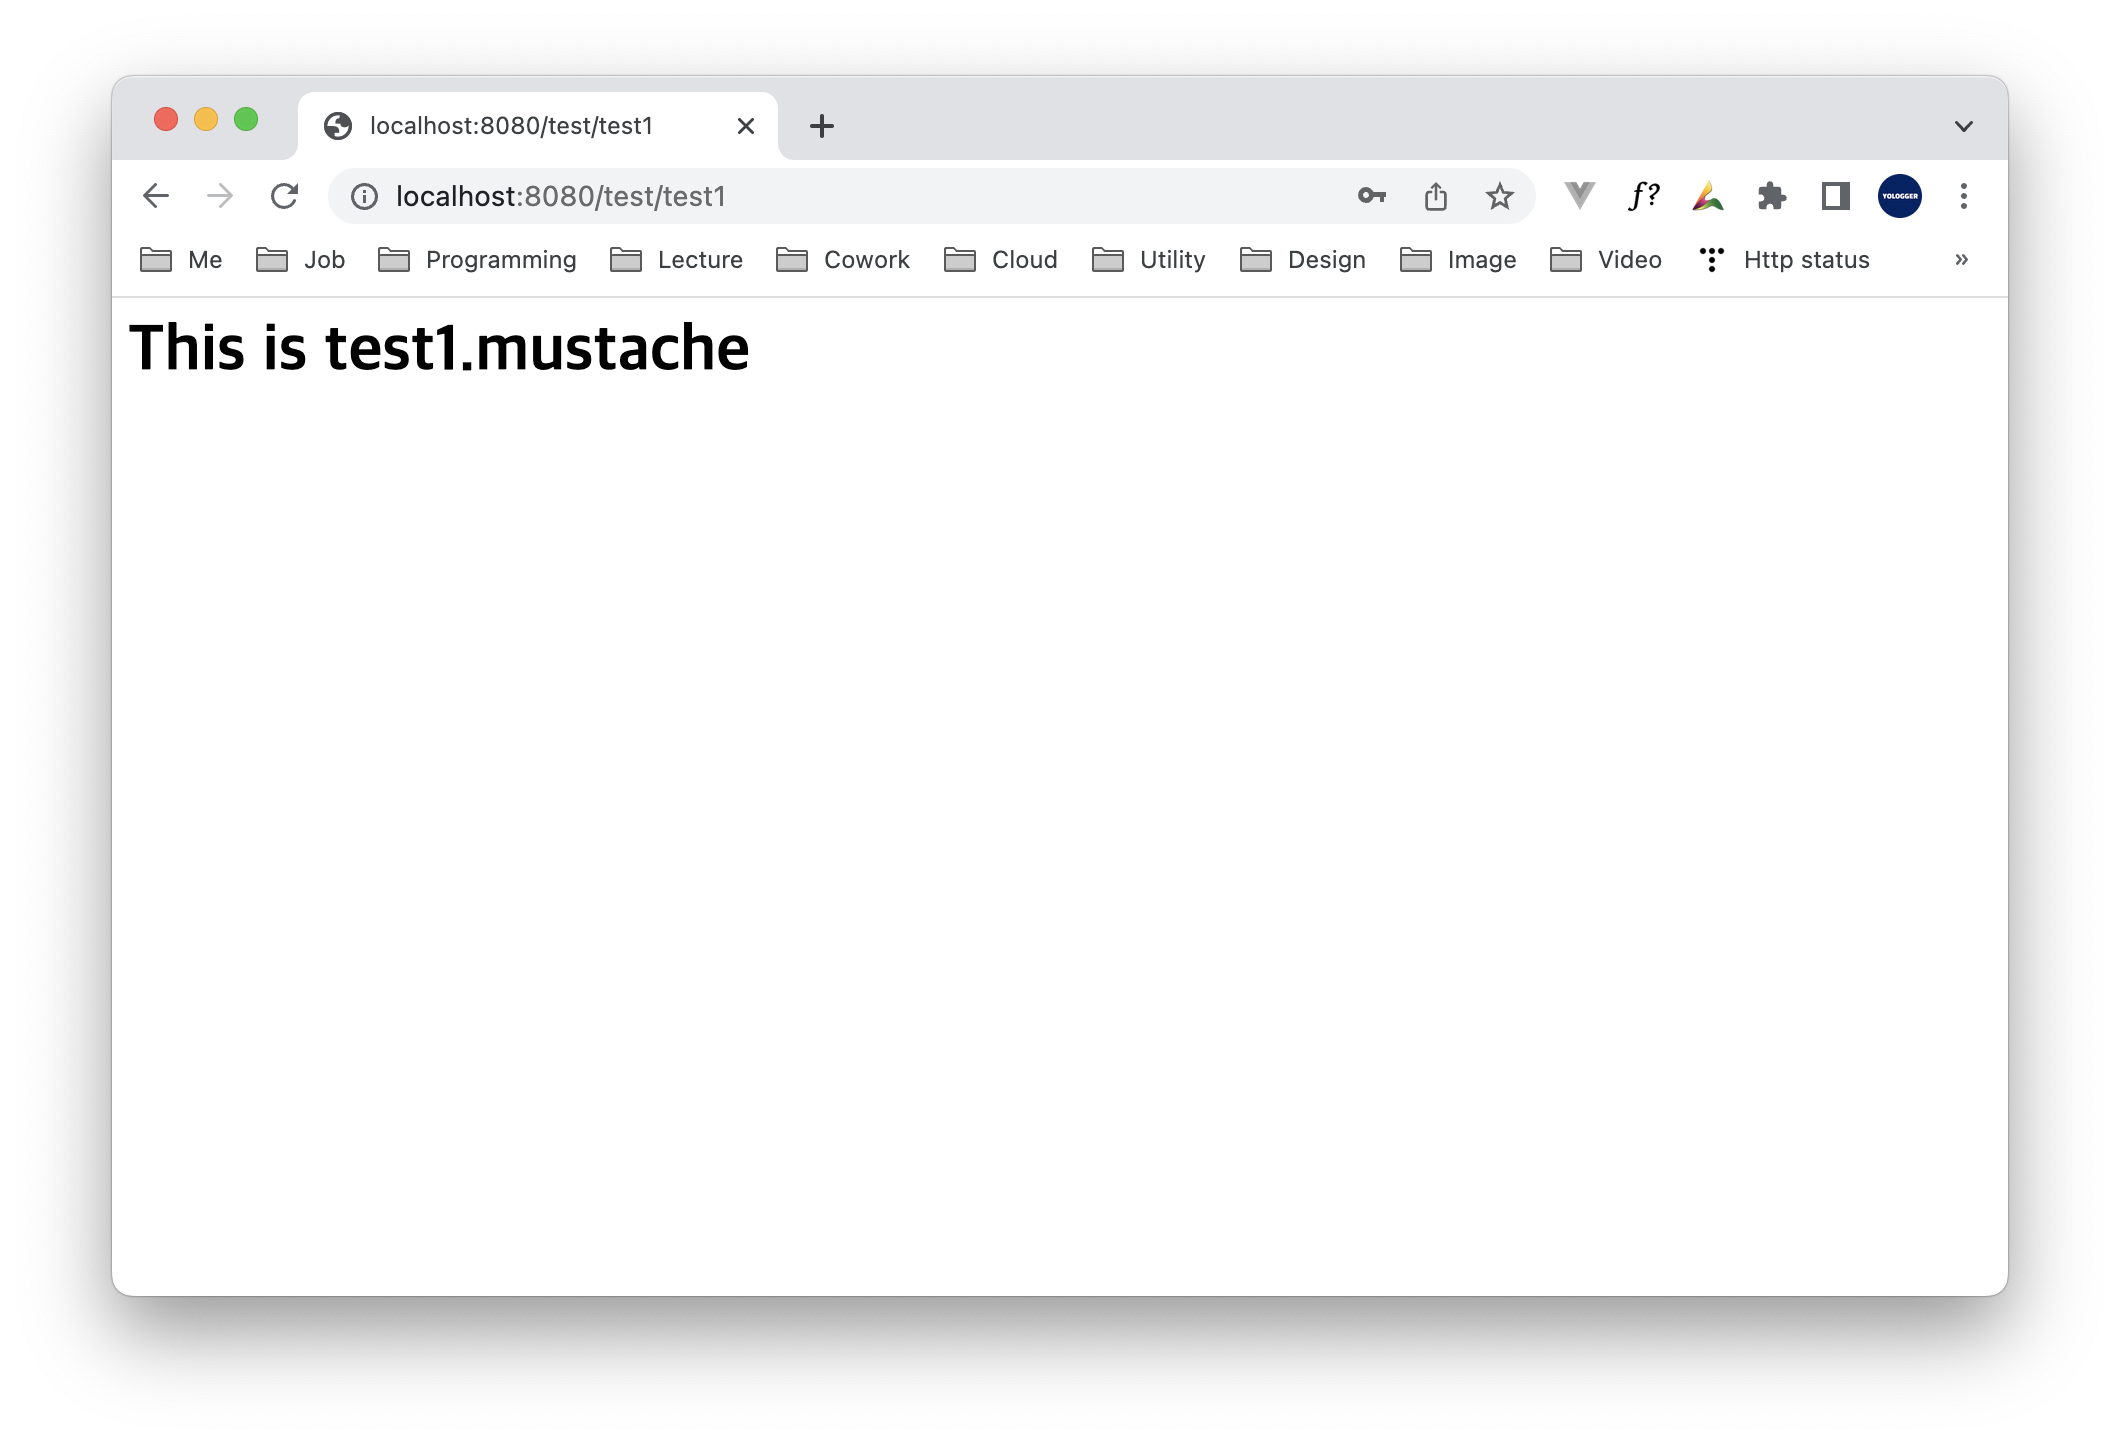 localhost:8080/test/test1
localhost:8080/test/test1
f?
YOLOGGER
Me Job Programming Lecture Cowork Cloud Utility Design Image Video Http status »
This is test1.mustache